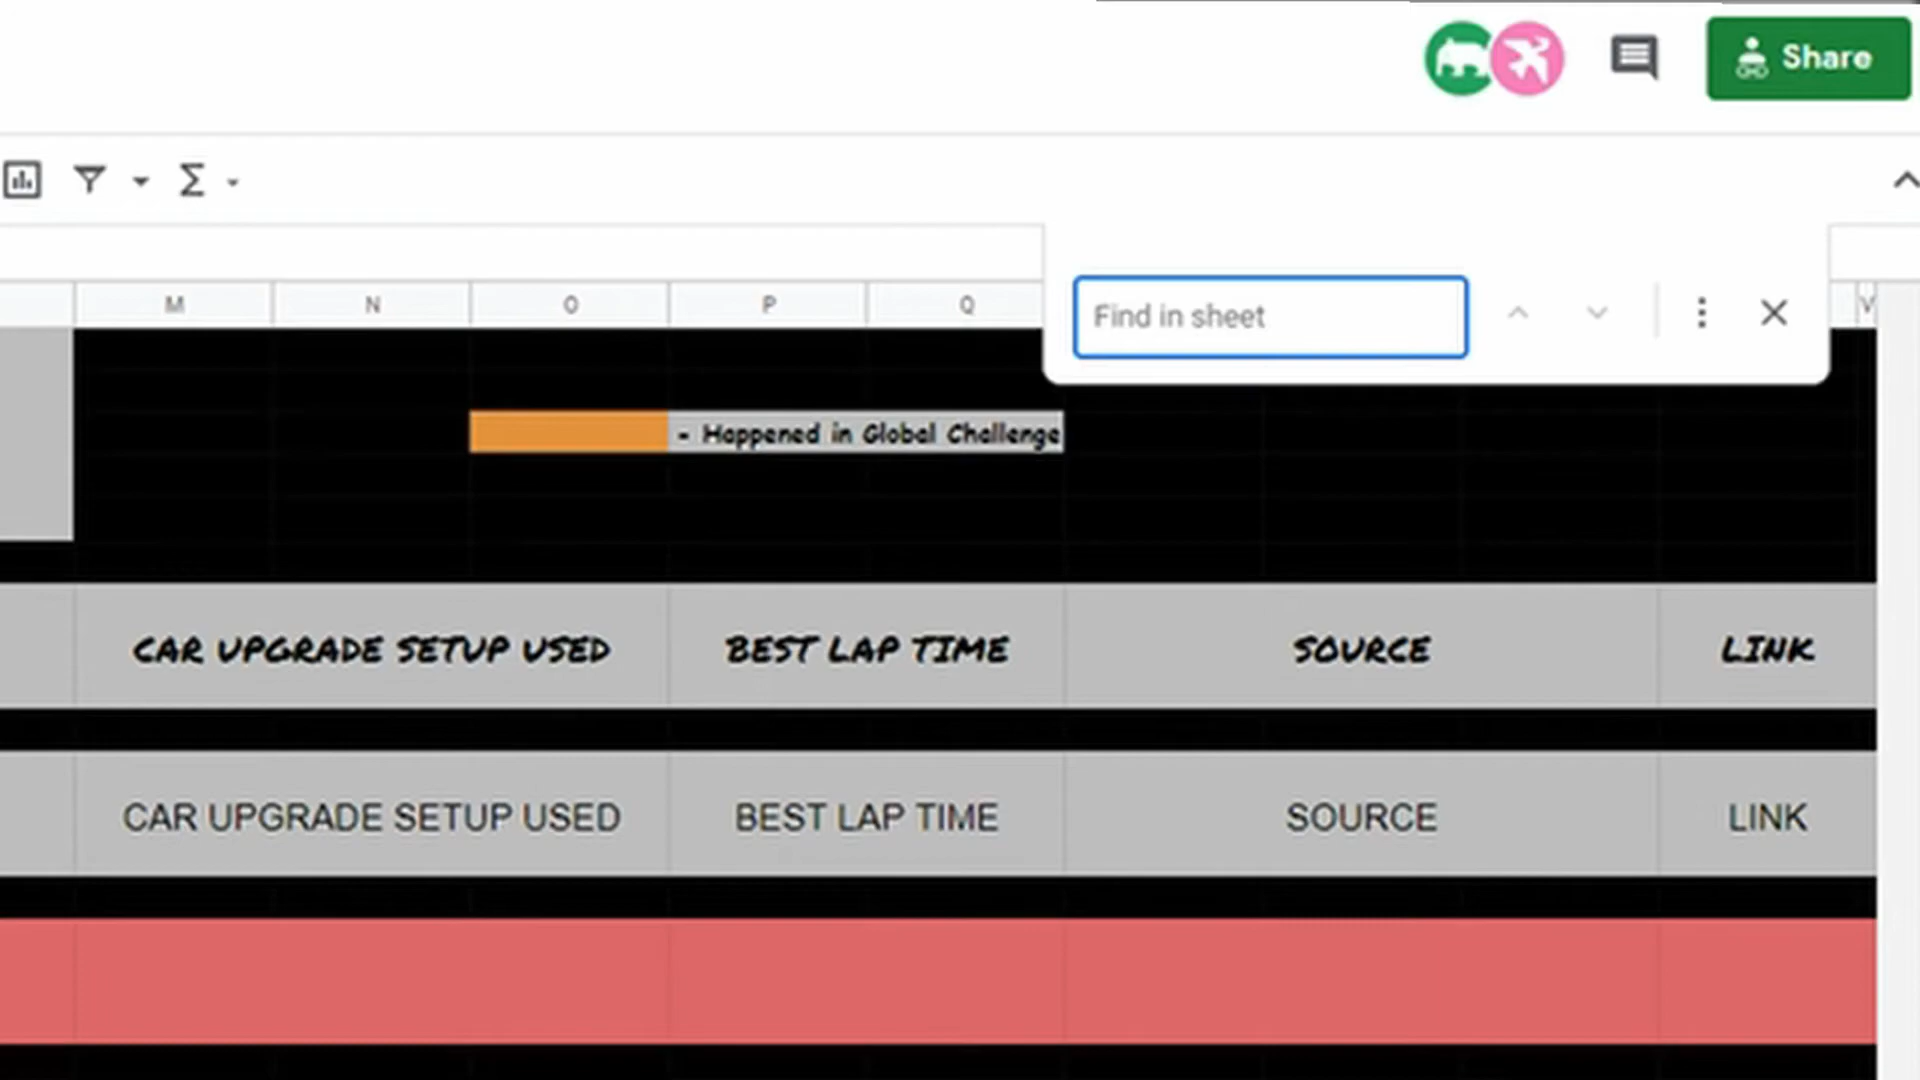 Share
M N O P Q V
Find in sheet
- Happened in Global Challenge
CAR UPGRADE SETUP USED BEST LAP TIME SOURCE LINK
CAR UPGRADE SETUP USED BEST LAP TIME SOURCE LINK